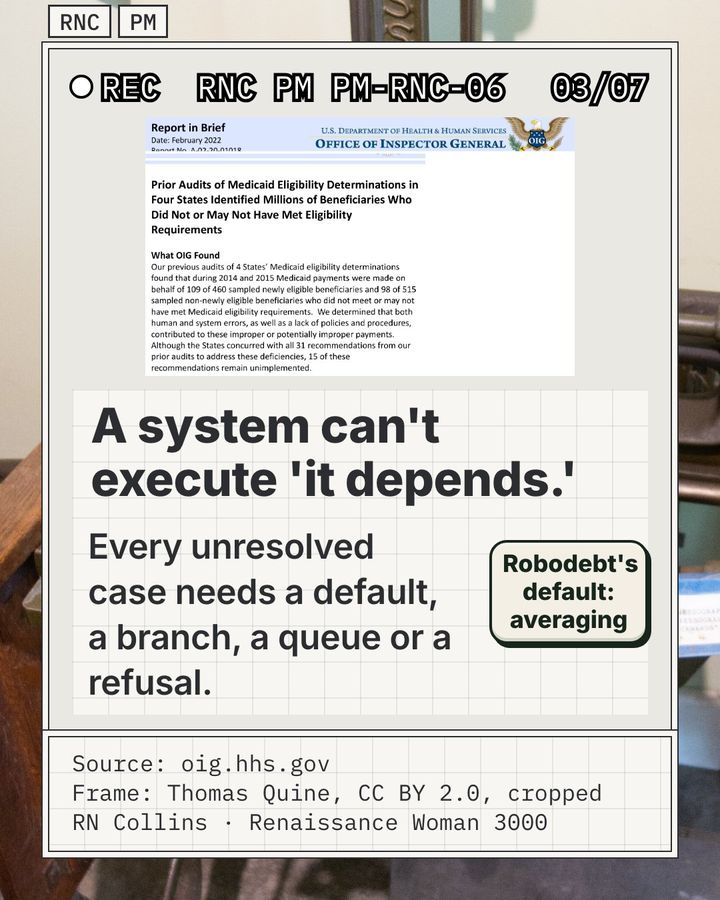 RNC PM
REC RNC PM PM-RNC-06 03/07
Report in Brief
Date: February 2022
Report No. A-02-20-01018
U.S. DEPARTMENT OF HEALTH & HUMAN SERVICES
OFFICE OF INSPECTOR GENERAL
OIG
Prior Audits of Medicaid Eligibility Determinations in
Four States Identified Millions of Beneficiaries Who
Did Not or May Not Have Met Eligibility
Requirements
What OIG Found
Our previous audits of 4 States' Medicaid eligibility determinations
found that during 2014 and 2015 Medicaid payments were made on
behalf of 109 of 460 sampled newly eligible beneficiaries and 98 of 515
sampled non-newly eligible beneficiaries who did not meet or may not
have met Medicaid eligibility requirements. We determined that both
human and system errors, as well as a lack of policies and procedures,
contributed to these improper or potentially improper payments.
Although the States concurred with all 31 recommendations from our
prior audits to address these deficiencies, 15 of these
recommendations remain unimplemented.
A system can't
execute 'it depends.'
Every unresolved
case needs a default,
a branch, a queue or a
refusal.
Robodebt's
default:
averaging
Source: oig.hhs.gov
Frame: Thomas Quine, CC BY 2.0, cropped
RN Collins · Renaissance Woman 3000